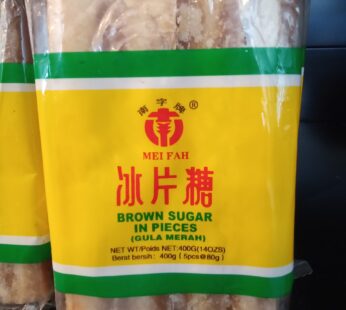 南字牌®
MEI FAH
冰片糖
BROWN SUGAR
IN PIECES
(GULA MERAH)
NET WT/Poids NET:400G(14OZS)
Berat bersih: 400g (5pcs@80g)